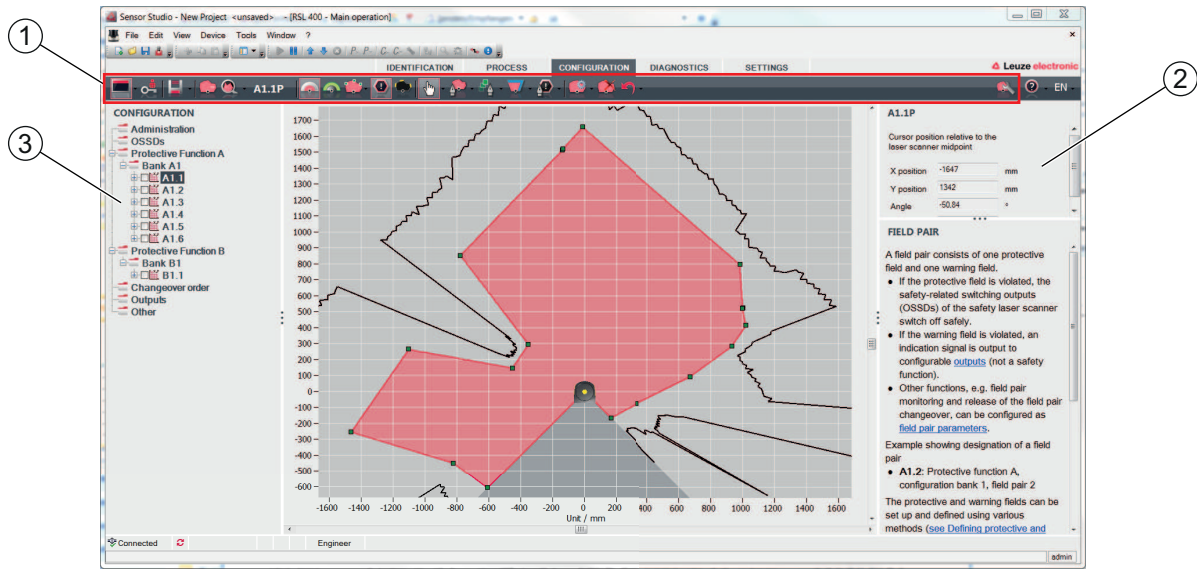 1
2
3
Sensor Studio - New Project <unsaved> - [RSL 400 - Main operation]
File Edit View Device Tools Window ?
IDENTIFICATION PROCESS CONFIGURATION DIAGNOSTICS SETTINGS
Leuze electronic
A1.1P
EN
CONFIGURATION
Administration
OSSDs
Protective Function A
Bank A1
A1.1
A1.2
A1.3
A1.4
A1.5
A1.6
Protective Function B
Bank B1
B1.1
Changeover order
Outputs
Other
1700
1600
1500
1400
1300
1200
1100
1000
900
800
700
600
500
400
300
200
100
0
-100
-200
-300
-400
-500
-600
-1600 -1400 -1200 -1000 -800 -600 -400 -200 0 200 400 600 800 1000 1200 1400 1600
Unit / mm
A1.1P
Cursor position relative to the
laser scanner midpoint
X position -1647 mm
Y position 1342 mm
Angle -50.84 °
FIELD PAIR
A field pair consists of one protective
field and one warning field.
• If the protective field is violated, the
safety-related switching outputs
(OSSDs) of the safety laser scanner
switch off safely.
• If the warning field is violated, an
indication signal is output to
configurable outputs (not a safety
function).
• Other functions, e.g. field pair
monitoring and release of the field pair
changeover, can be configured as
field pair parameters.
Example showing designation of a field
pair
• A1.2: Protective function A,
configuration bank 1, field pair 2
The protective and warning fields can be
set up and defined using various
methods (see Defining protective and
Connected
Engineer
admin